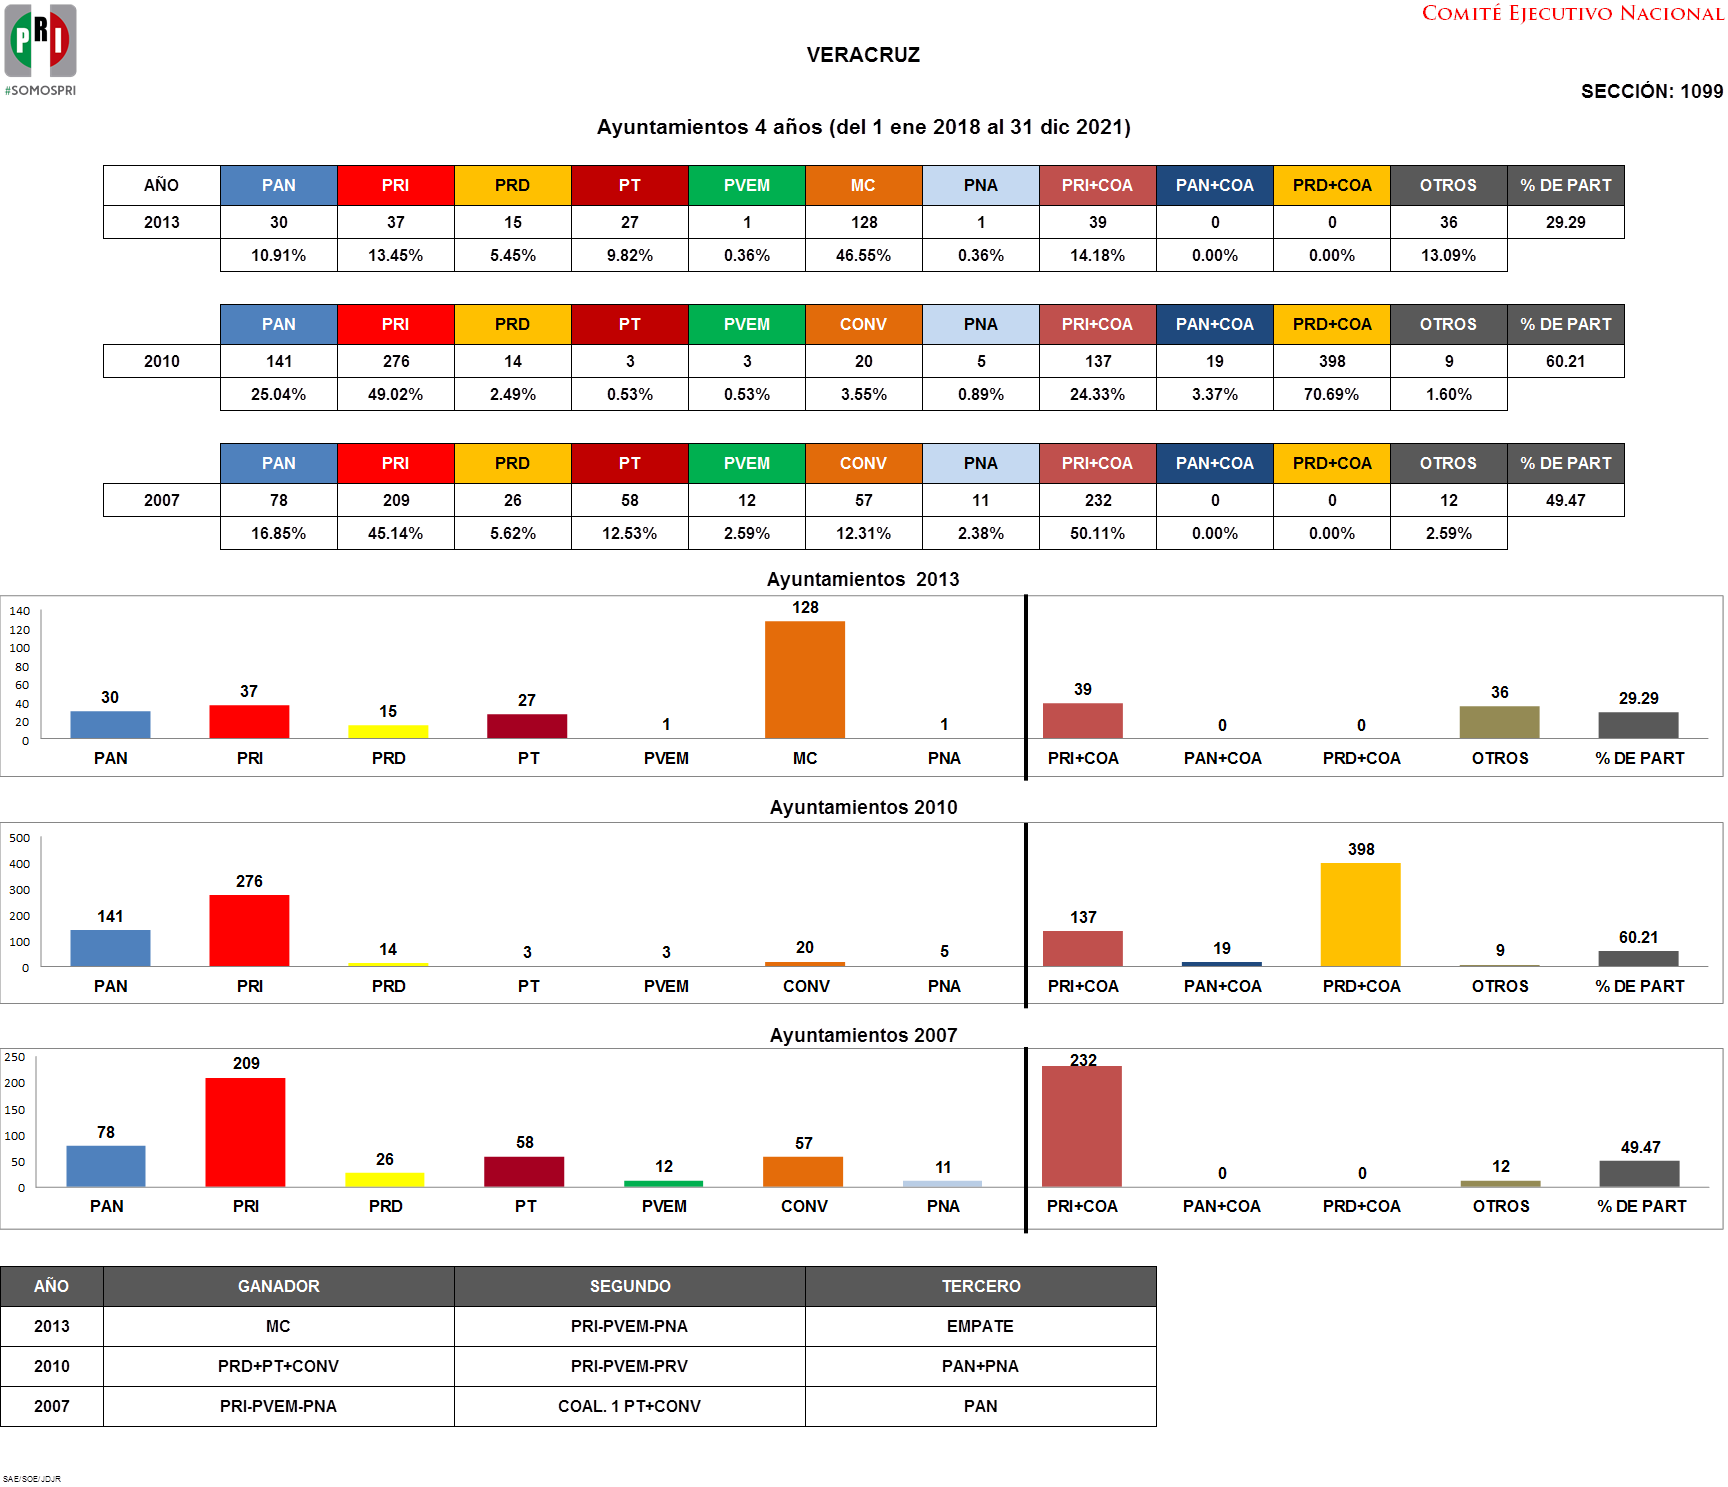 COMITÉ EJECUTIVO NACIONAL
PRI
#SOMOSPRI
VERACRUZ
SECCIÓN: 1099
Ayuntamientos 4 años (del 1 ene 2018 al 31 dic 2021)
AÑO PAN PRI PRD PT PVEM MC PNA PRI+COA PAN+COA PRD+COA OTROS % DE PART
2013 30 37 15 27 1 128 1 39 0 0 36 29.29
10.91% 13.45% 5.45% 9.82% 0.36% 46.55% 0.36% 14.18% 0.00% 0.00% 13.09%
PAN PRI PRD PT PVEM CONV PNA PRI+COA PAN+COA PRD+COA OTROS % DE PART
2010 141 276 14 3 3 20 5 137 19 398 9 60.21
25.04% 49.02% 2.49% 0.53% 0.53% 3.55% 0.89% 24.33% 3.37% 70.69% 1.60%
PAN PRI PRD PT PVEM CONV PNA PRI+COA PAN+COA PRD+COA OTROS % DE PART
2007 78 209 26 58 12 57 11 232 0 0 12 49.47
16.85% 45.14% 5.62% 12.53% 2.59% 12.31% 2.38% 50.11% 0.00% 0.00% 2.59%
Ayuntamientos 2013
140
120
100
80
60
40
20
0
30 37 15 27 1 128 1 39 0 0 36 29.29
PAN PRI PRD PT PVEM MC PNA PRI+COA PAN+COA PRD+COA OTROS % DE PART
Ayuntamientos 2010
500
400
300
200
100
0
141 276 14 3 3 20 5 137 19 398 9 60.21
PAN PRI PRD PT PVEM CONV PNA PRI+COA PAN+COA PRD+COA OTROS % DE PART
Ayuntamientos 2007
250
200
150
100
50
0
78 209 26 58 12 57 11 232 0 0 12 49.47
PAN PRI PRD PT PVEM CONV PNA PRI+COA PAN+COA PRD+COA OTROS % DE PART
AÑO GANADOR SEGUNDO TERCERO
2013 MC PRI-PVEM-PNA EMPATE
2010 PRD+PT+CONV PRI-PVEM-PRV PAN+PNA
2007 PRI-PVEM-PNA COAL. 1 PT+CONV PAN
SAE/SOE/JDJR